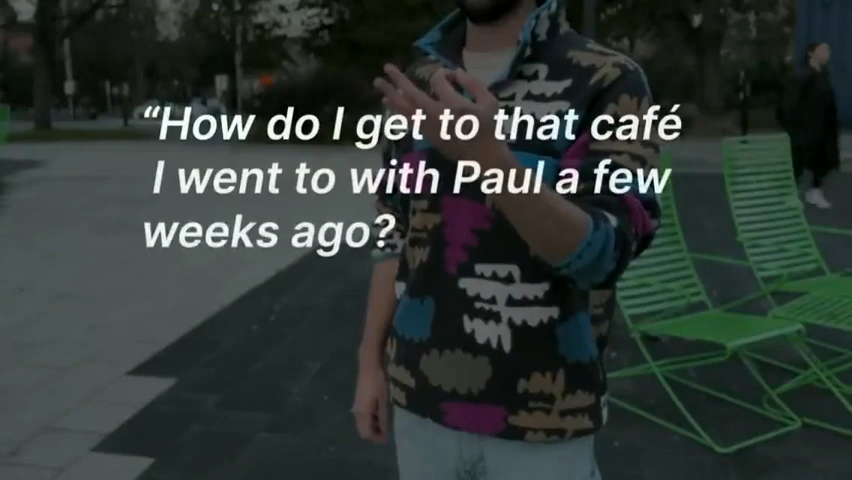 “How do I get to that café
I went to with Paul a few
weeks ago?